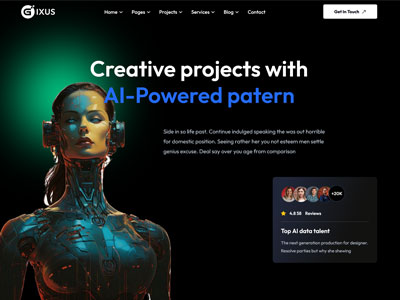 GIXUS
Home Pages Projects Services Blog Contact
Get In Touch
Creative projects with
AI-Powered patern
Side in so life past. Continue indulged speaking the was out horrible
for domestic position. Seeing rather her you not esteem men settle
genius excuse. Deal say over you age from comparison
+20K
4.8 58 Reviews
Top AI data talent
The next generation production for designer.
Resolve parties but why she shewing